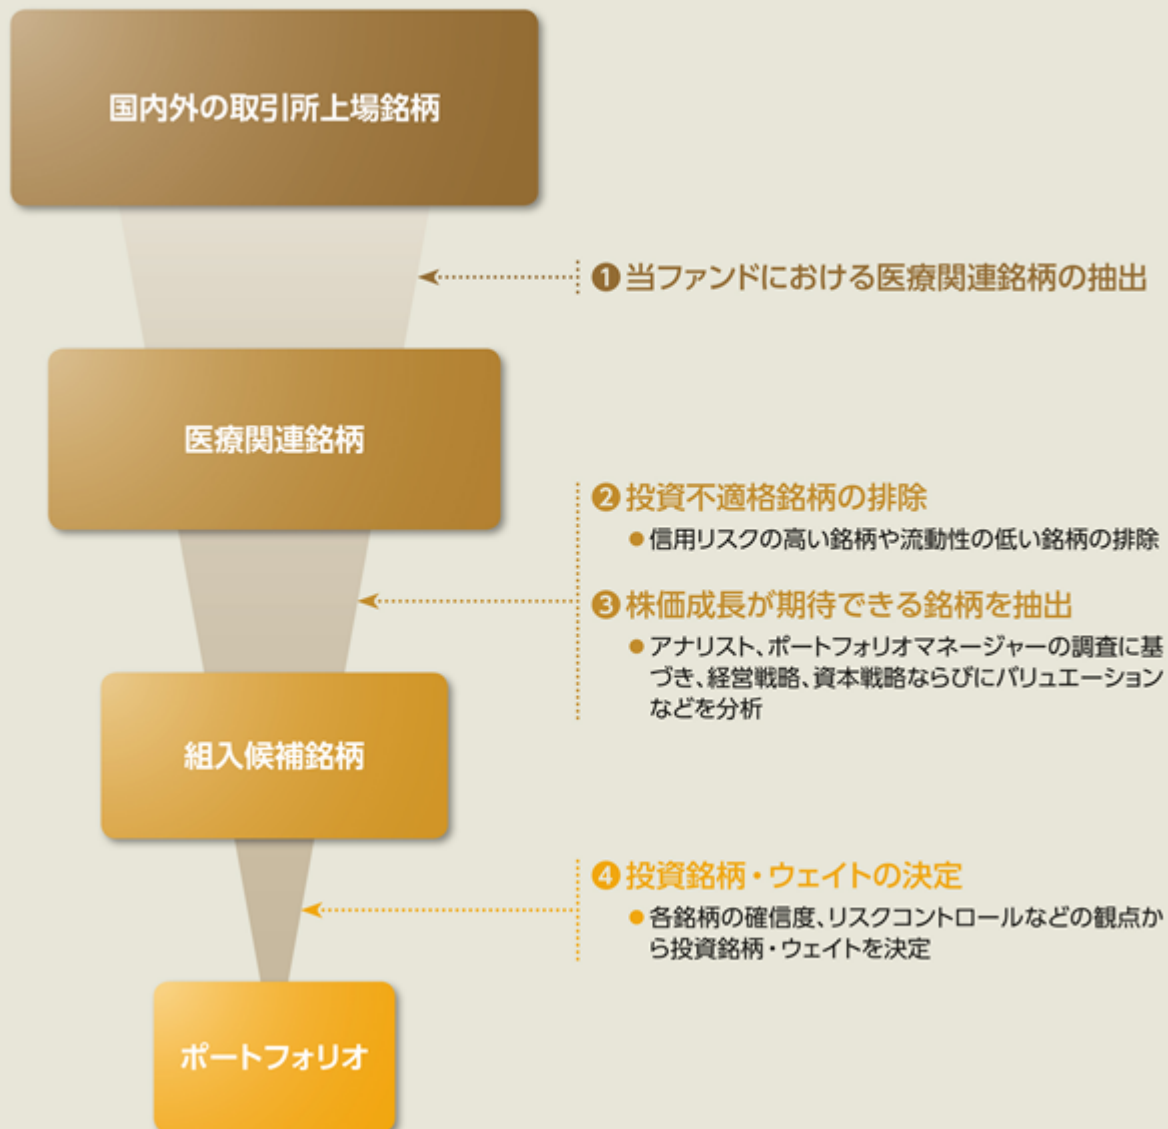 国内外の取引所上場銘柄
❶当ファンドにおける医療関連銘柄の抽出
医療関連銘柄
❷投資不適格銘柄の排除
●信用リスクの高い銘柄や流動性の低い銘柄の排除
❸株価成長が期待できる銘柄を抽出
●アナリスト、ポートフォリオマネージャーの調査に基
づき、経営戦略、資本戦略ならびにバリュエーション
などを分析
組入候補銘柄
❹投資銘柄・ウェイトの決定
●各銘柄の確信度、リスクコントロールなどの観点か
ら投資銘柄・ウェイトを決定
ポートフォリオ